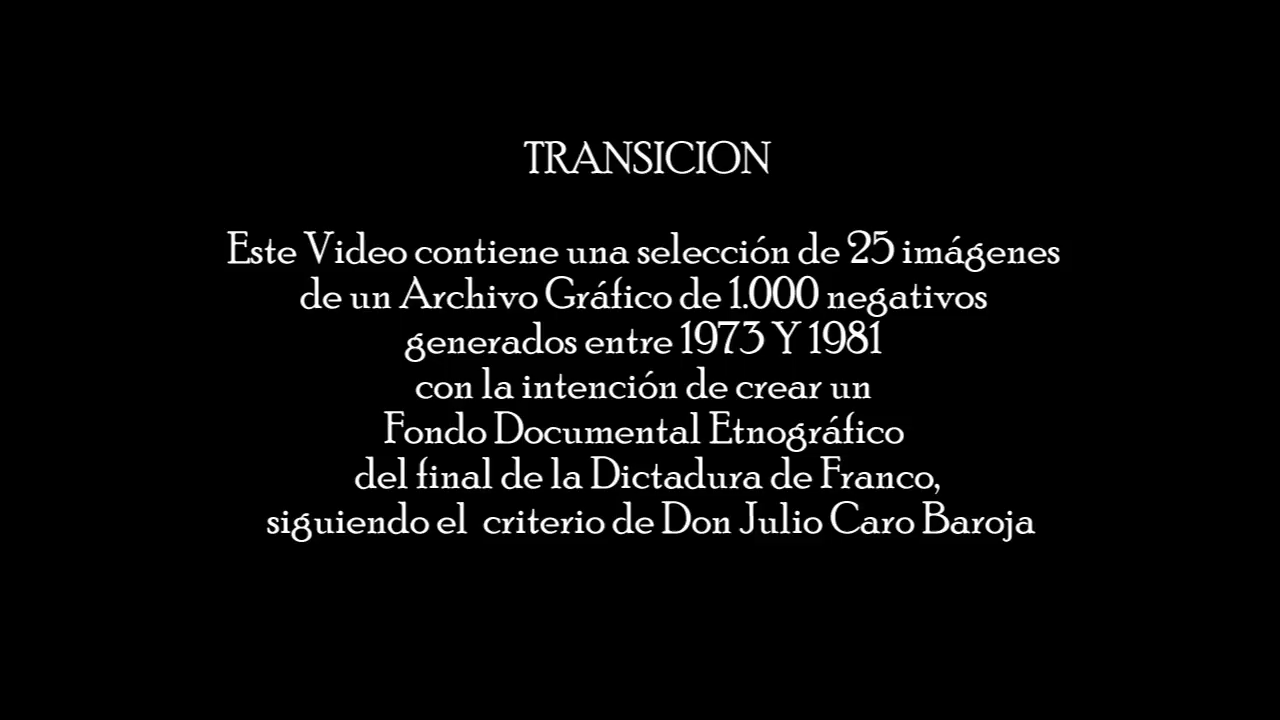 TRANSICION
Este Video contiene una selección de 25 imágenes
de un Archivo Gráfico de 1.000 negativos
generados entre 1973 Y 1981
con la intención de crear un
Fondo Documental Etnográfico
del final de la Dictadura de Franco,
siguiendo el  criterio de Don Julio Caro Baroja